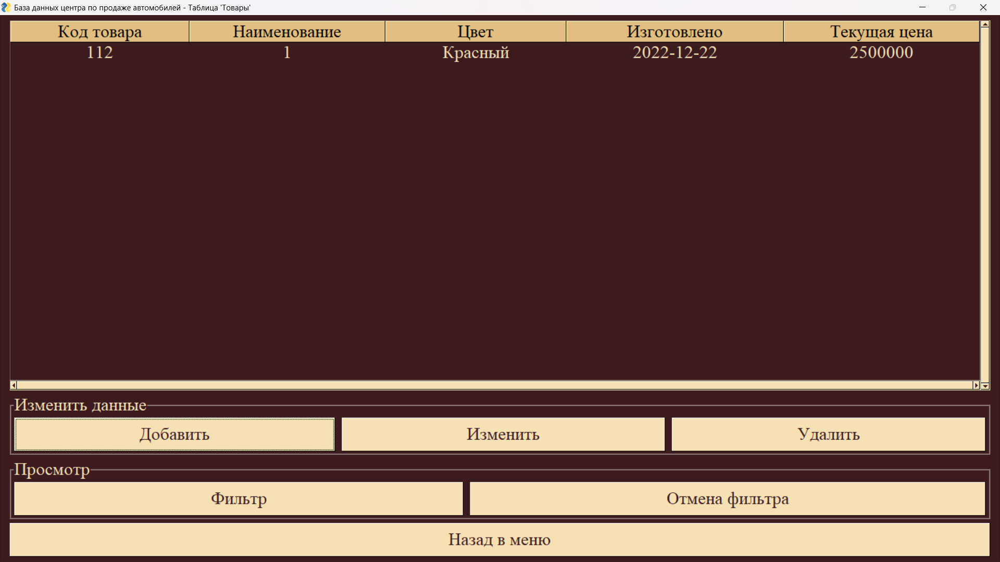 База данных центра по продаже автомобилей - Таблица 'Товары'
Код товара Наименование Цвет Изготовлено Текущая цена
112 1 Красный 2022-12-22 2500000
Изменить данные
Добавить Изменить Удалить
Просмотр
Фильтр Отмена фильтра
Назад в меню